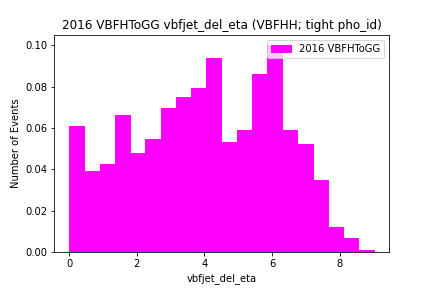 2016 VBFHToGG vbfjet_del_eta (VBFHH; tight pho_id)
2016 VBFHToGG
0.10
0.08
0.06
0.04
0.02
0.00
Number of Events
0 2 4 6 8
vbfjet_del_eta